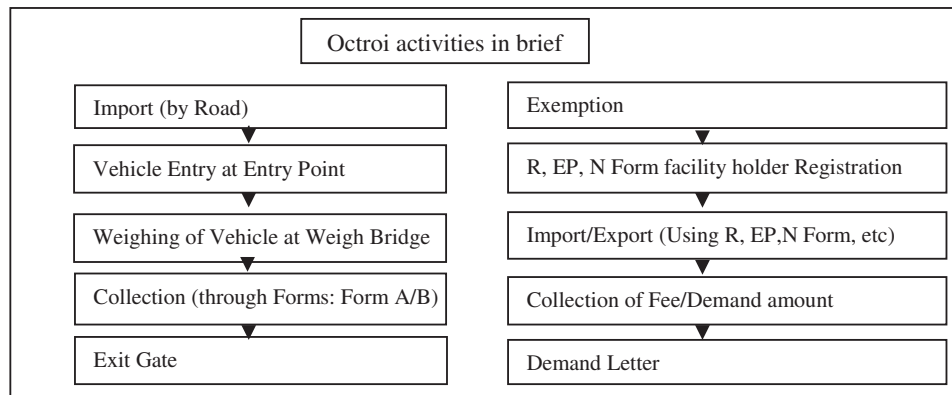 Octroi activities in brief
Import (by Road)
Vehicle Entry at Entry Point
Weighing of Vehicle at Weigh Bridge
Collection (through Forms: Form A/B)
Exit Gate
Exemption
R, EP, N Form facility holder Registration
Import/Export (Using R, EP,N Form, etc)
Collection of Fee/Demand amount
Demand Letter